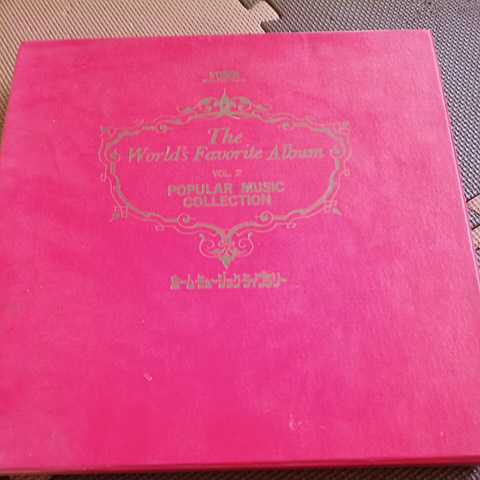 The
World's Favorite Album
VOL. 2
POPULAR MUSIC
COLLECTION
ホーム・ミュージック・ライブラリー